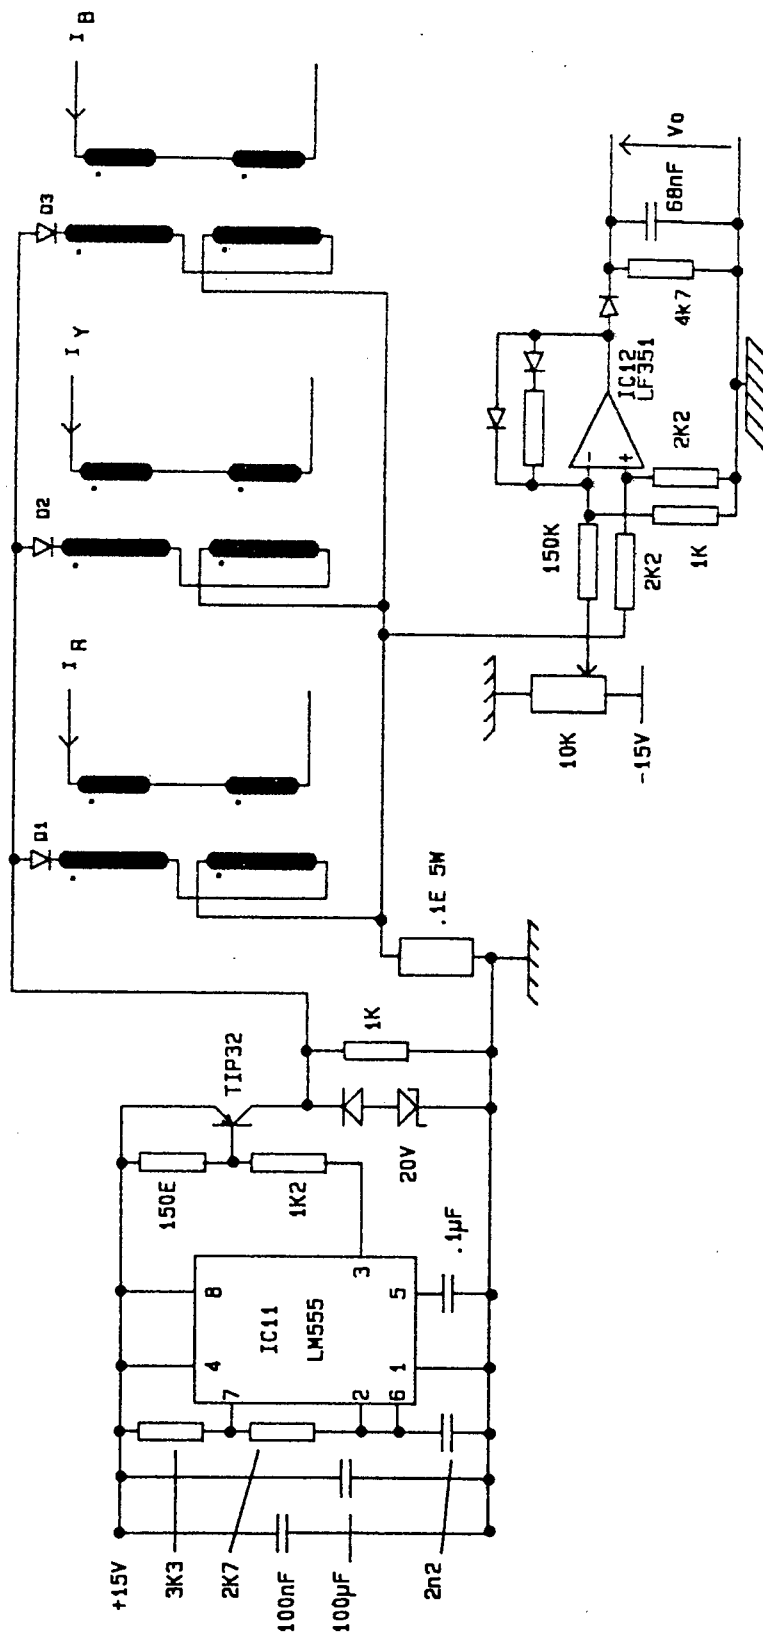 +15V
3K3
2K7
100nF
100µF
2n2
4
8
7
2
6
3
1
5
IC11
LM555
150E
1K2
.1µF
TIP32
20V
1K
.1E 5W
D1
I R
D2
I Y
D3
I B
10K
-15V
150K
2K2
-
+
IC12
LF351
1K
2K2
4K7
68nF
Vo